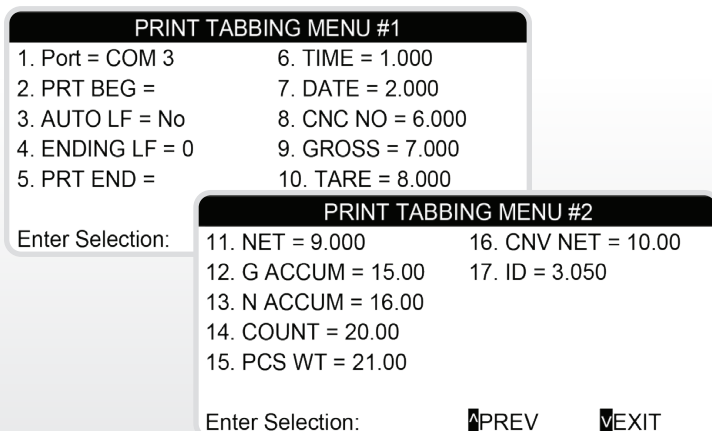 PRINT TABBING MENU #1
1. Port = COM 3 6. TIME = 1.000
2. PRT BEG = 7. DATE = 2.000
3. AUTO LF = No 8. CNC NO = 6.000
4. ENDING LF = 0 9. GROSS = 7.000
5. PRT END = 10. TARE = 8.000
Enter Selection:
PRINT TABBING MENU #2
11. NET = 9.000 16. CNV NET = 10.00
12. G ACCUM = 15.00 17. ID = 3.050
13. N ACCUM = 16.00
14. COUNT = 20.00
15. PCS WT = 21.00
Enter Selection: ^PREV vEXIT